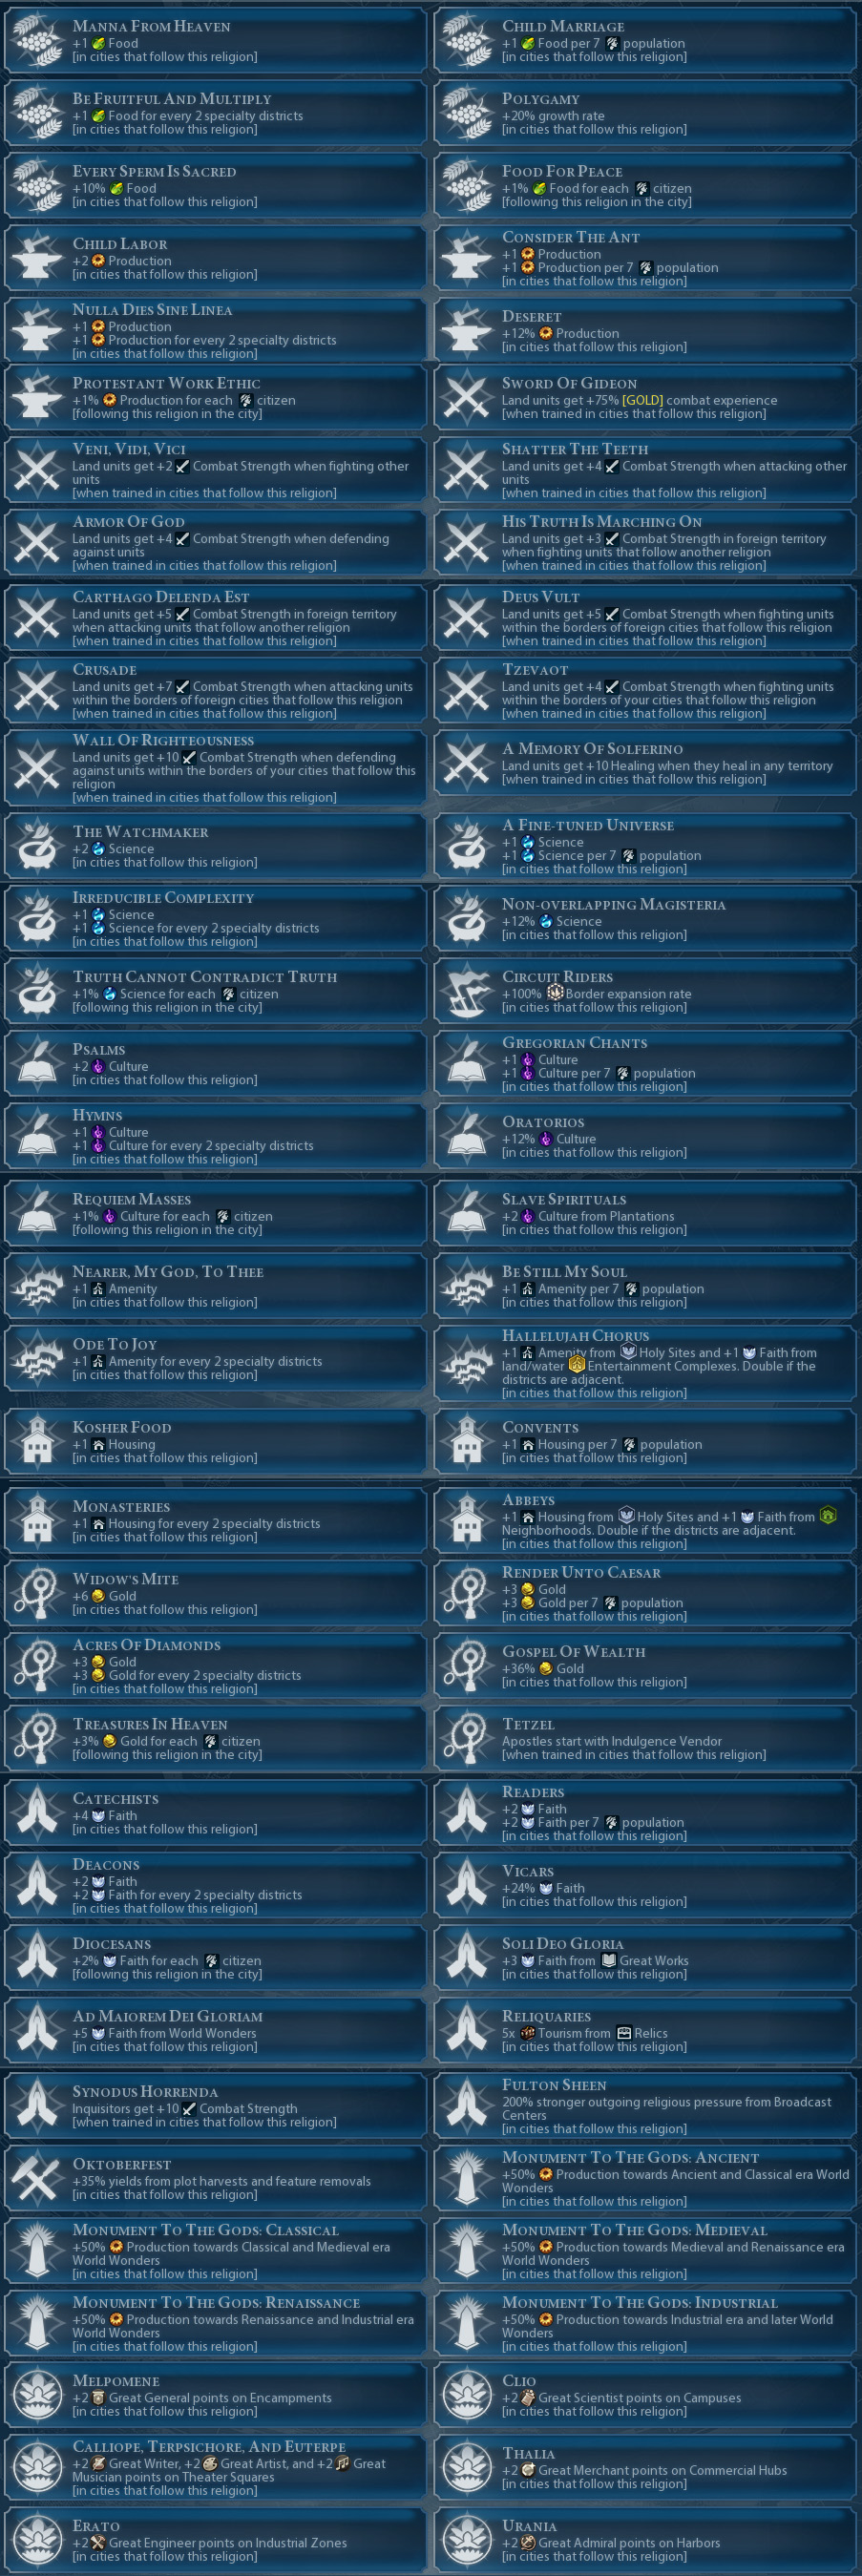 Manna From Heaven
+1 Food
[in cities that follow this religion]
Child Marriage
+1 Food per 7 population
[in cities that follow this religion]
Be Fruitful And Multiply
+1 Food for every 2 specialty districts
[in cities that follow this religion]
Polygamy
+20% growth rate
[in cities that follow this religion]
Every Sperm Is Sacred
+10% Food
[in cities that follow this religion]
Food For Peace
+1% Food for each citizen
[following this religion in the city]
Child Labor
+2 Production
[in cities that follow this religion]
Consider The Ant
+1 Production
+1 Production per 7 population
[in cities that follow this religion]
Nulla Dies Sine Linea
+1 Production
+1 Production for every 2 specialty districts
[in cities that follow this religion]
Deseret
+12% Production
[in cities that follow this religion]
Protestant Work Ethic
+1% Production for each citizen
[following this religion in the city]
Sword Of Gideon
Land units get +75% [GOLD] combat experience
[when trained in cities that follow this religion]
Veni, Vidi, Vici
Land units get +2 Combat Strength when fighting other
units
[when trained in cities that follow this religion]
Shatter The Teeth
Land units get +4 Combat Strength when attacking other
units
[when trained in cities that follow this religion]
Armor Of God
Land units get +4 Combat Strength when defending
against units
[when trained in cities that follow this religion]
His Truth Is Marching On
Land units get +3 Combat Strength in foreign territory
when fighting units that follow another religion
[when trained in cities that follow this religion]
Carthago Delenda Est
Land units get +5 Combat Strength in foreign territory
when attacking units that follow another religion
[when trained in cities that follow this religion]
Deus Vult
Land units get +5 Combat Strength when fighting units
within the borders of foreign cities that follow this religion
[when trained in cities that follow this religion]
Crusade
Land units get +7 Combat Strength when attacking units
within the borders of foreign cities that follow this religion
[when trained in cities that follow this religion]
Tzevaot
Land units get +4 Combat Strength when fighting units
within the borders of your cities that follow this religion
[when trained in cities that follow this religion]
Wall Of Righteousness
Land units get +10 Combat Strength when defending
against units within the borders of your cities that follow this
religion
[when trained in cities that follow this religion]
A Memory Of Solferino
Land units get +10 Healing when they heal in any territory
[when trained in cities that follow this religion]
The Watchmaker
+2 Science
[in cities that follow this religion]
A Fine-tuned Universe
+1 Science
+1 Science per 7 population
[in cities that follow this religion]
Irreducible Complexity
+1 Science
+1 Science for every 2 specialty districts
[in cities that follow this religion]
Non-overlapping Magisteria
+12% Science
[in cities that follow this religion]
Truth Cannot Contradict Truth
+1% Science for each citizen
[following this religion in the city]
Circuit Riders
+100% Border expansion rate
[in cities that follow this religion]
Psalms
+2 Culture
[in cities that follow this religion]
Gregorian Chants
+1 Culture
+1 Culture per 7 population
[in cities that follow this religion]
Hymns
+1 Culture
+1 Culture for every 2 specialty districts
[in cities that follow this religion]
Oratorios
+12% Culture
[in cities that follow this religion]
Requiem Masses
+1% Culture for each citizen
[following this religion in the city]
Slave Spirituals
+2 Culture from Plantations
[in cities that follow this religion]
Nearer, My God, To Thee
+1 Amenity
[in cities that follow this religion]
Be Still My Soul
+1 Amenity per 7 population
[in cities that follow this religion]
Ode To Joy
+1 Amenity for every 2 specialty districts
[in cities that follow this religion]
Hallelujah Chorus
+1 Amenity from Holy Sites and +1 Faith from
land/water Entertainment Complexes. Double if the
districts are adjacent.
[in cities that follow this religion]
Kosher Food
+1 Housing
[in cities that follow this religion]
Convents
+1 Housing per 7 population
[in cities that follow this religion]
Monasteries
+1 Housing for every 2 specialty districts
[in cities that follow this religion]
Abbeys
+1 Housing from Holy Sites and +1 Faith from
Neighborhoods. Double if the districts are adjacent.
[in cities that follow this religion]
Widow's Mite
+6 Gold
[in cities that follow this religion]
Render Unto Caesar
+3 Gold
+3 Gold per 7 population
[in cities that follow this religion]
Acres Of Diamonds
+3 Gold
+3 Gold for every 2 specialty districts
[in cities that follow this religion]
Gospel Of Wealth
+36% Gold
[in cities that follow this religion]
Treasures In Heaven
+3% Gold for each citizen
[following this religion in the city]
Tetzel
Apostles start with Indulgence Vendor
[when trained in cities that follow this religion]
Catechists
+4 Faith
[in cities that follow this religion]
Readers
+2 Faith
+2 Faith per 7 population
[in cities that follow this religion]
Deacons
+2 Faith
+2 Faith for every 2 specialty districts
[in cities that follow this religion]
Vicars
+24% Faith
[in cities that follow this religion]
Diocesans
+2% Faith for each citizen
[following this religion in the city]
Soli Deo Gloria
+3 Faith from Great Works
[in cities that follow this religion]
Ad Maiorem Dei Gloriam
+5 Faith from World Wonders
[in cities that follow this religion]
Reliquaries
5x Tourism from Relics
[in cities that follow this religion]
Synodus Horrenda
Inquisitors get +10 Combat Strength
[when trained in cities that follow this religion]
Fulton Sheen
200% stronger outgoing religious pressure from Broadcast
Centers
[in cities that follow this religion]
Oktoberfest
+35% yields from plot harvests and feature removals
[in cities that follow this religion]
Monument To The Gods: Ancient
+50% Production towards Ancient and Classical era World
Wonders
[in cities that follow this religion]
Monument To The Gods: Classical
+50% Production towards Classical and Medieval era
World Wonders
[in cities that follow this religion]
Monument To The Gods: Medieval
+50% Production towards Medieval and Renaissance era
World Wonders
[in cities that follow this religion]
Monument To The Gods: Renaissance
+50% Production towards Renaissance and Industrial era
World Wonders
[in cities that follow this religion]
Monument To The Gods: Industrial
+50% Production towards Industrial era and later World
Wonders
[in cities that follow this religion]
Melpomene
+2 Great General points on Encampments
[in cities that follow this religion]
Clio
+2 Great Scientist points on Campuses
[in cities that follow this religion]
Calliope, Terpsichore, And Euterpe
+2 Great Writer, +2 Great Artist, and +2 Great
Musician points on Theater Squares
[in cities that follow this religion]
Thalia
+2 Great Merchant points on Commercial Hubs
[in cities that follow this religion]
Erato
+2 Great Engineer points on Industrial Zones
[in cities that follow this religion]
Urania
+2 Great Admiral points on Harbors
[in cities that follow this religion]